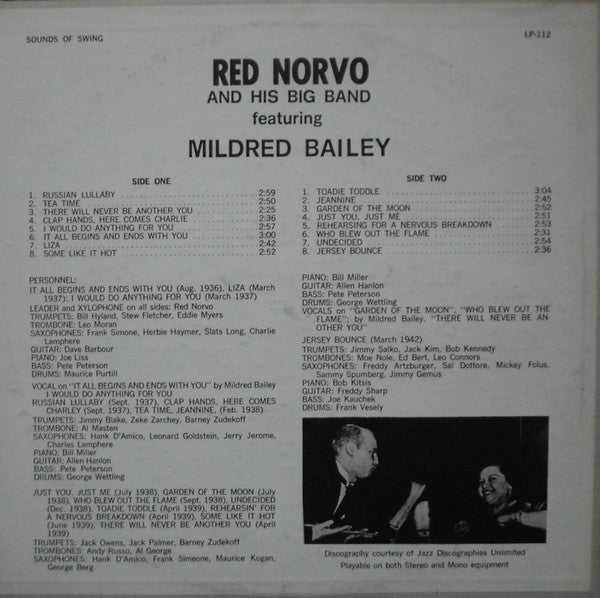 SOUNDS OF SWING
LP-112
RED NORVO
AND HIS BIG BAND
featuring
MILDRED BAILEY
SIDE ONE
1. RUSSIAN LULLABY 2:59
2. TEA TIME 2:50
3. THERE WILL NEVER BE ANOTHER YOU 2:25
4. CLAP HANDS, HERE COMES CHARLIE 2:36
5. I WOULD DO ANYTHING FOR YOU 2:57
6. IT ALL BEGINS AND ENDS WITH YOU 3:00
7. LIZA 2:42
8. SOME LIKE IT HOT 2:52
SIDE TWO
1. TOADIE TODDLE 3:04
2. JEANNINE 2:45
3. GARDEN OF THE MOON 2:52
4. JUST YOU, JUST ME 2:51
5. REHEARSING FOR A NERVOUS BREAKDOWN 2:53
6. WHO BLEW OUT THE FLAME 2:31
7. UNDECIDED 2:54
8. JERSEY BOUNCE 2:36
PERSONNEL:
IT ALL BEGINS AND ENDS WITH YOU (Aug. 1936), LIZA (March
1937); I WOULD DO ANYTHING FOR YOU (March 1937)
LEADER and XYLOPHONE on all sides: Red Norvo
TRUMPETS: Bill Hyland, Stew Fletcher, Eddie Myers
TROMBONE: Leo Moran
SAXOPHONES: Frank Simone, Herbie Haymer, Slats Long, Charlie
Lamphere
GUITAR: Dave Barbour
PIANO: Joe Liss
BASS: Pete Peterson
DRUMS: Maurice Purtill
VOCAL on "IT ALL BEGINS AND ENDS WITH YOU" by Mildred Bailey
I WOULD DO ANYTHING FOR YOU
RUSSIAN LULLABY (Sept. 1937), CLAP HANDS, HERE COMES
CHARLEY (Sept. 1937), TEA TIME, JEANNINE, (Feb. 1938)
TRUMPETS: Jimmy Blake, Zeke Zarchey, Barney Zudekoff
TROMBONE: Al Masten
SAXOPHONES: Hank D'Amico, Leonard Goldstein, Jerry Jerome,
Charles Lamphere
PIANO: Bill Miller
GUITAR: Allen Hanlon
BASS: Pete Peterson
DRUMS: George Wettling
JUST YOU, JUST ME (July 1938), GARDEN OF THE MOON (July
1938), WHO BLEW OUT THE FLAME (Sept. 1938), UNDECIDED
(Dec. 1938), TOADIE TODDLE (April 1939), REHEARSIN' FOR
A NERVOUS BREAKDOWN (April 1939), SOME LIKE IT HOT
(June 1939), THERE WILL NEVER BE ANOTHER YOU (April
1939)
TRUMPETS: Jack Owens, Jack Palmer, Barney Zudekoff
TROMBONES: Andy Russo, Al George
SAXOPHONES: Hank D'Amico, Frank Simeone, Maurice Kogan,
George Berg
PIANO: Bill Miller
GUITAR: Allen Hanlon
BASS: Pete Peterson
DRUMS: George Wettling
VOCALS on "GARDEN OF THE MOON", "WHO BLEW OUT THE
FLAME"; by Mildred Bailey. "THERE WILL NEVER BE AN-
OTHER YOU"
JERSEY BOUNCE (March 1942)
TRUMPETS: Jimmy Salko, Jack Kim, Bob Kennedy
TROMBONES: Moe Nole, Ed Bert, Leo Connors
SAXOPHONES: Freddy Artzburger, Sal Dottore, Mickey Folus,
Sammy Spumberg, Jimmy Gemus
PIANO: Bob Kitsis
GUITAR: Freddy Sharp
BASS: Joe Kauchek
DRUMS: Frank Vesely
Discography courtesy of Jazz Discographies Unlimited
Playable on both Stereo and Mono equipment